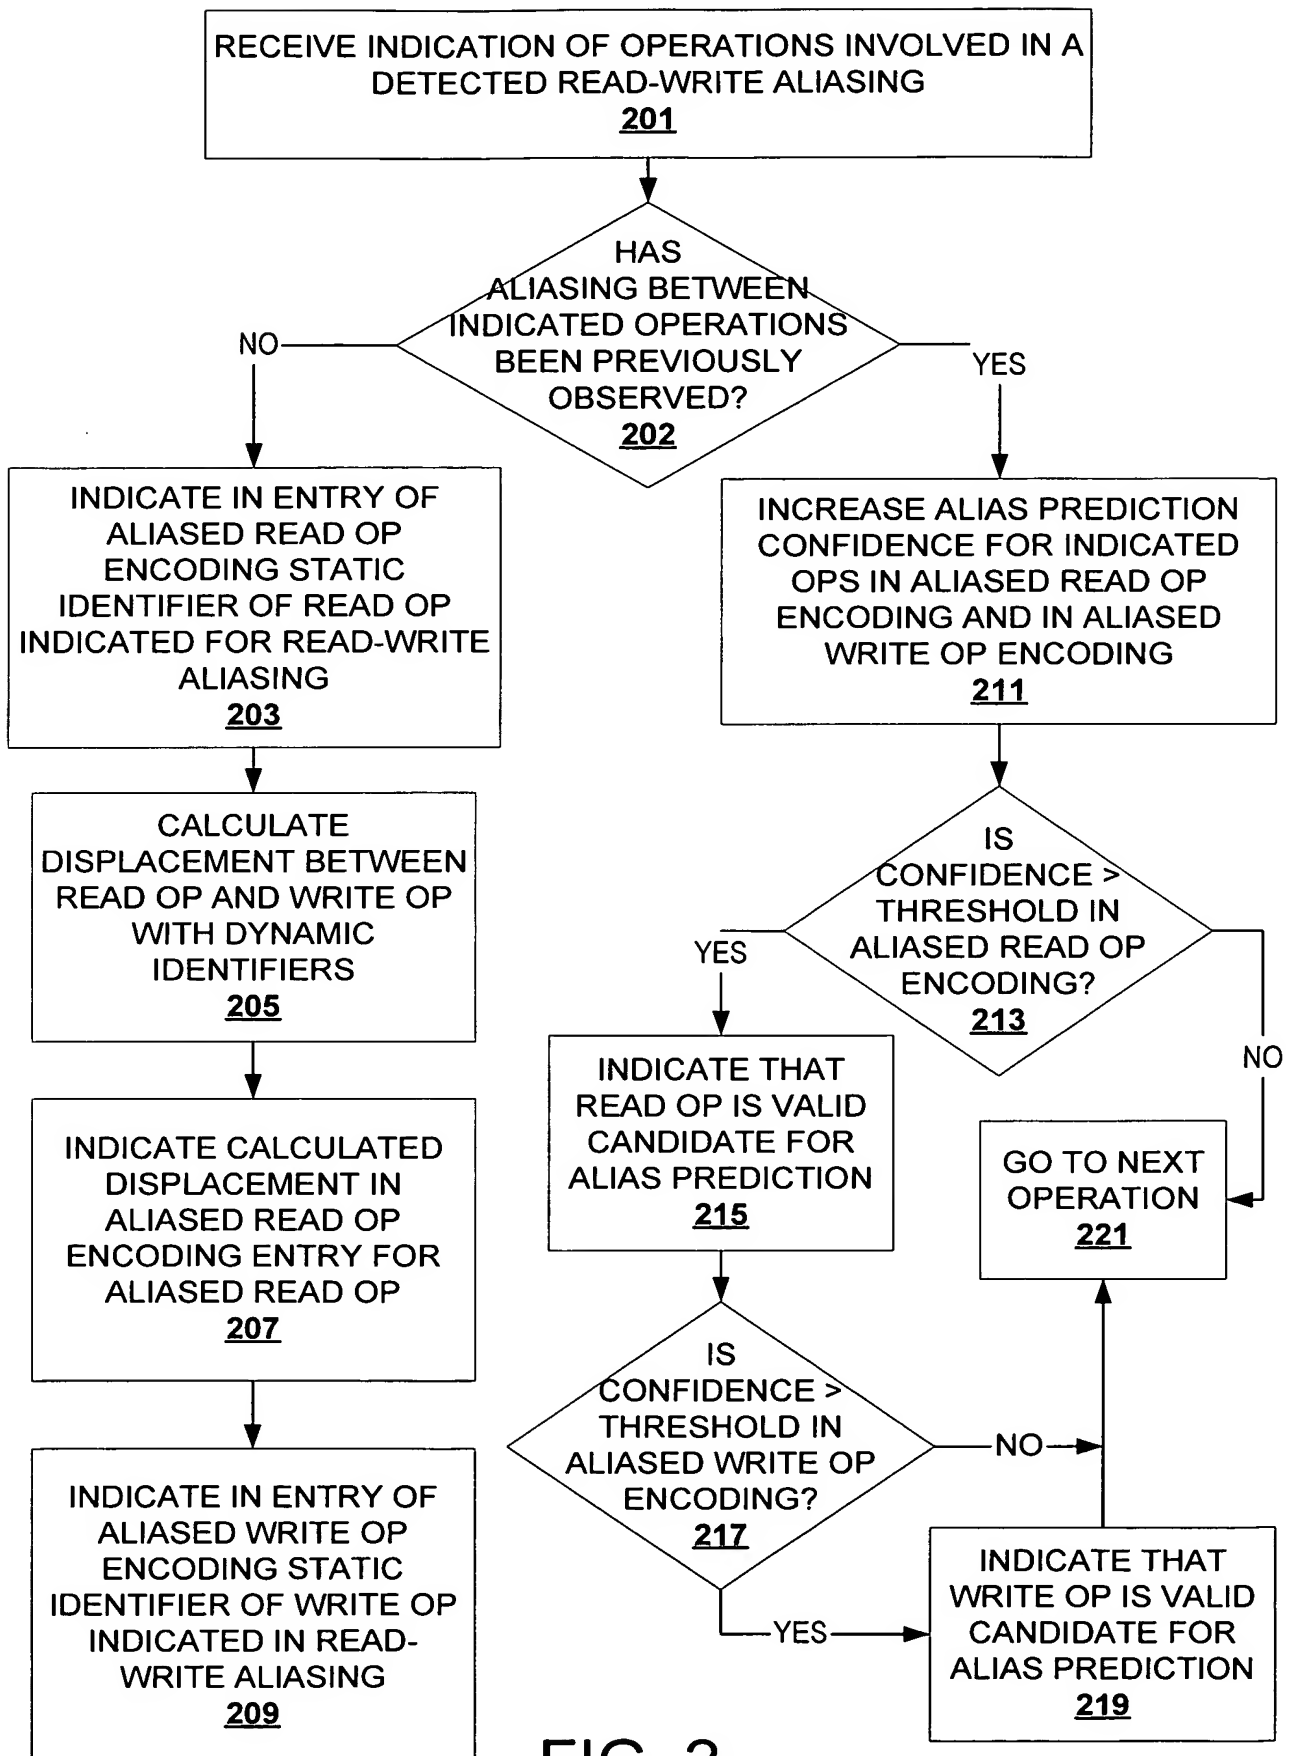 RECEIVE INDICATION OF OPERATIONS INVOLVED IN A
DETECTED READ-WRITE ALIASING
201
HAS
ALIASING BETWEEN
INDICATED OPERATIONS
BEEN PREVIOUSLY
OBSERVED?
202
NO
YES
INDICATE IN ENTRY OF
ALIASED READ OP
ENCODING STATIC
IDENTIFIER OF READ OP
INDICATED FOR READ-WRITE
ALIASING
203
INCREASE ALIAS PREDICTION
CONFIDENCE FOR INDICATED
OPS IN ALIASED READ OP
ENCODING AND IN ALIASED
WRITE OP ENCODING
211
CALCULATE
DISPLACEMENT BETWEEN
READ OP AND WRITE OP
WITH DYNAMIC
IDENTIFIERS
205
IS
CONFIDENCE >
THRESHOLD IN
ALIASED READ OP
ENCODING?
213
YES
NO
INDICATE THAT
READ OP IS VALID
CANDIDATE FOR
ALIAS PREDICTION
215
GO TO NEXT
OPERATION
221
INDICATE CALCULATED
DISPLACEMENT IN
ALIASED READ OP
ENCODING ENTRY FOR
ALIASED READ OP
207
IS
CONFIDENCE >
THRESHOLD IN
ALIASED WRITE OP
ENCODING?
217
NO
YES
INDICATE IN ENTRY OF
ALIASED WRITE OP
ENCODING STATIC
IDENTIFIER OF WRITE OP
INDICATED IN READ-
WRITE ALIASING
209
INDICATE THAT
WRITE OP IS VALID
CANDIDATE FOR
ALIAS PREDICTION
219
FIG.